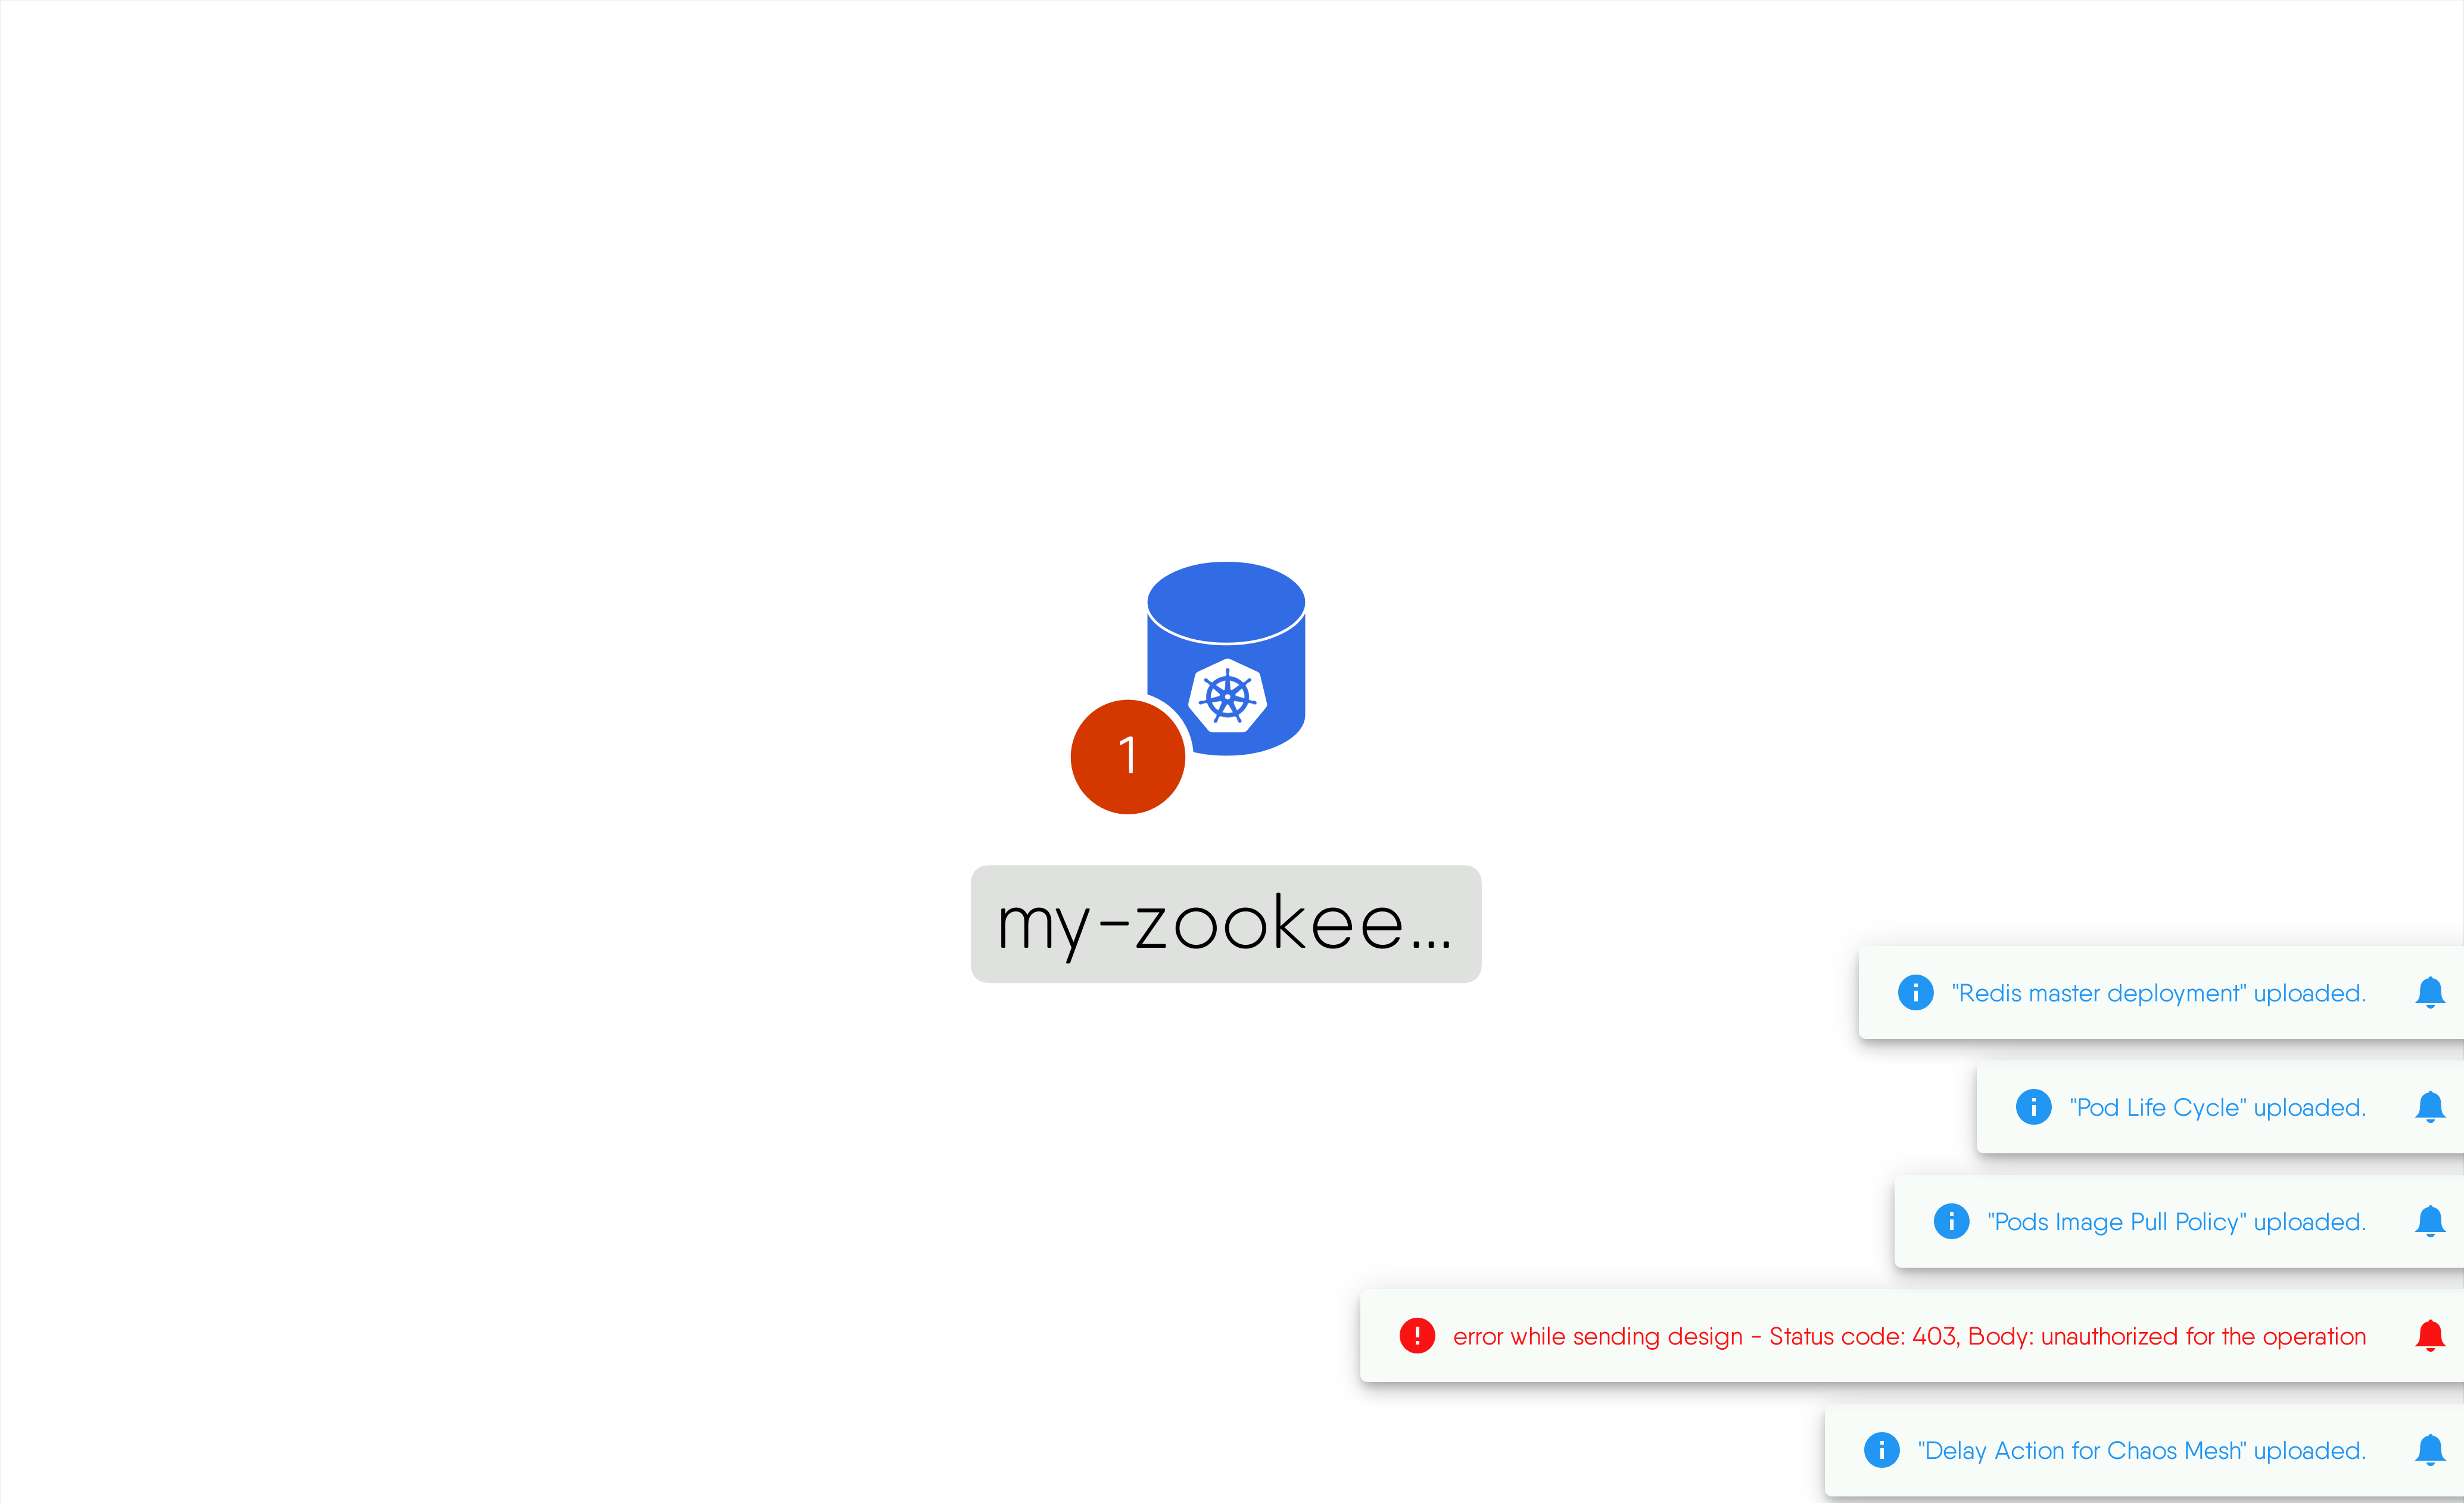 1
my-zookee...
"Redis master deployment" uploaded.
"Pod Life Cycle" uploaded.
"Pods Image Pull Policy" uploaded.
error while sending design - Status code: 403, Body: unauthorized for the operation
"Delay Action for Chaos Mesh" uploaded.